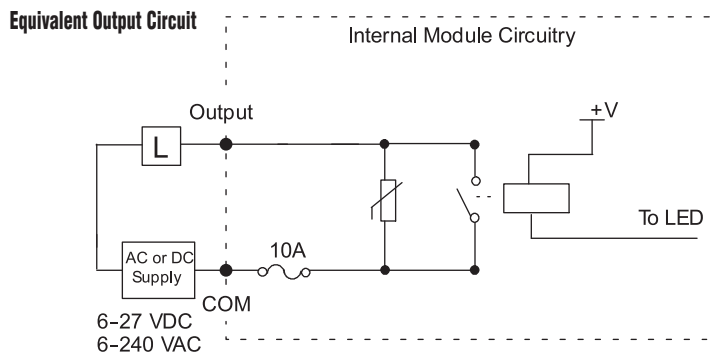 Equivalent Output Circuit
Internal Module Circuitry
Output
+V
L
To LED
AC or DC
Supply
10A
COM
6-27 VDC
6-240 VAC